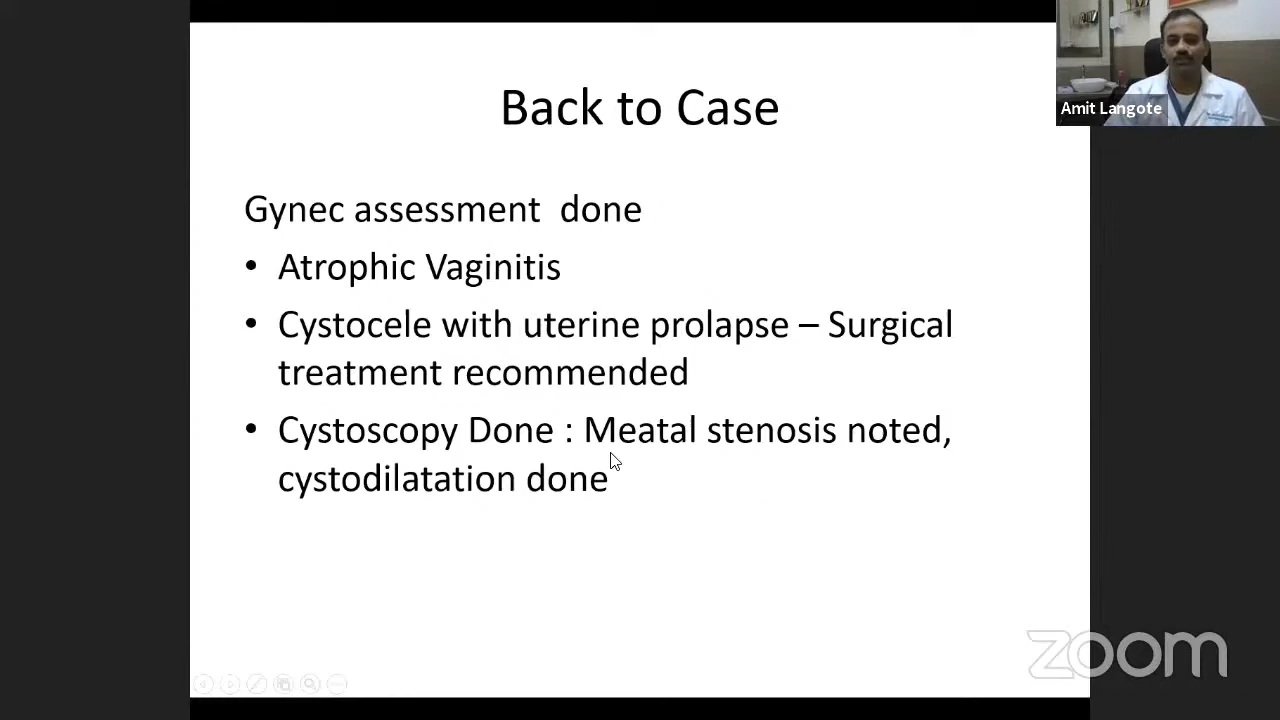 Back to Case
Amit Langote
Gynec assessment  done
• Atrophic Vaginitis
• Cystocele with uterine prolapse – Surgical
treatment recommended
• Cystoscopy Done : Meatal stenosis noted,
cystodilatation done
zoom